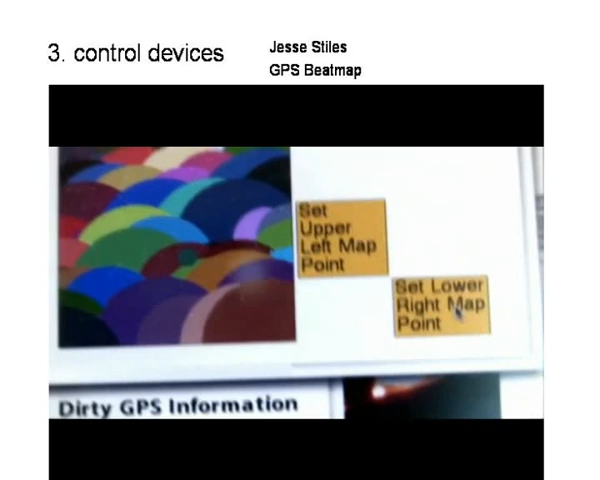 3. control devices
Jesse Stiles
GPS Beatmap
Set
Upper
Left Map
Point
Set Lower
Right Map
Point
Dirty GPS Information